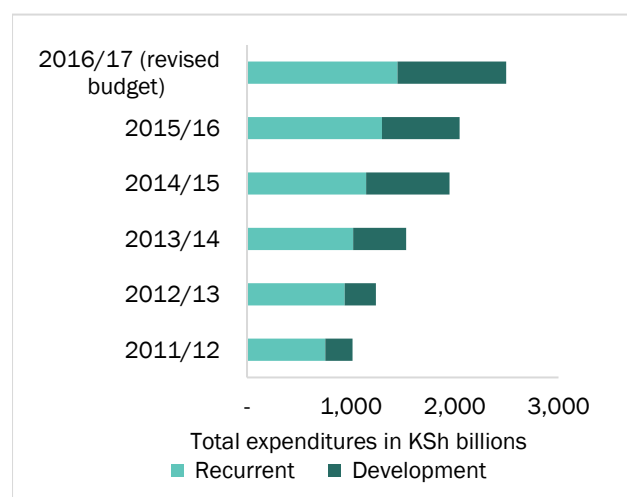 2016/17 (revised
budget)
2015/16
2014/15
2013/14
2012/13
2011/12
- 1,000 2,000 3,000
Total expenditures in KSh billions
Recurrent Development